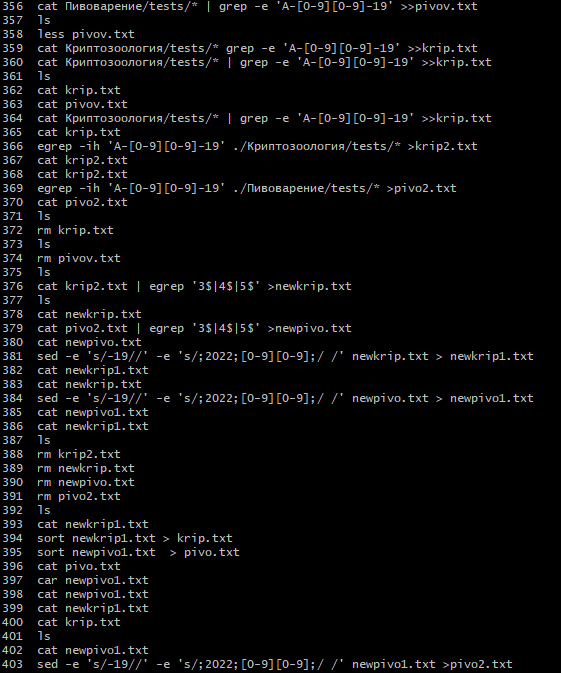 356 cat Пивоварение/tests/* | grep -e 'A-[0-9][0-9]-19' >>pivov.txt
357 ls
358 less pivov.txt
359 cat Криптозоология/tests/* grep -e 'A-[0-9][0-9]-19' >>krip.txt
360 cat Криптозоология/tests/* | grep -e 'A-[0-9][0-9]-19' >>krip.txt
361 ls
362 cat krip.txt
363 cat pivov.txt
364 cat Криптозоология/tests/* | grep -e 'A-[0-9][0-9]-19' >>krip.txt
365 cat krip.txt
366 egrep -ih 'A-[0-9][0-9]-19' ./Криптозоология/tests/* >krip2.txt
367 cat krip2.txt
368 cat krip2.txt
369 egrep -ih 'A-[0-9][0-9]-19' ./Пивоварение/tests/* >pivo2.txt
370 cat pivo2.txt
371 ls
372 rm krip.txt
373 ls
374 rm pivov.txt
375 ls
376 cat krip2.txt | egrep '3$|4$|5$' >newkrip.txt
377 ls
378 cat newkrip.txt
379 cat pivo2.txt | egrep '3$|4$|5$' >newpivo.txt
380 cat newpivo.txt
381 sed -e 's/-19//' -e 's/;2022;[0-9][0-9];/ /' newkrip.txt > newkrip1.txt
382 cat newkrip1.txt
383 cat newkrip.txt
384 sed -e 's/-19//' -e 's/;2022;[0-9][0-9];/ /' newpivo.txt > newpivo1.txt
385 cat newpivo1.txt
386 cat newkrip1.txt
387 ls
388 rm krip2.txt
389 rm newkrip.txt
390 rm newpivo.txt
391 rm pivo2.txt
392 ls
393 cat newkrip1.txt
394 sort newkrip1.txt > krip.txt
395 sort newpivo1.txt  > pivo.txt
396 cat pivo.txt
397 car newpivo1.txt
398 cat newpivo1.txt
399 cat newkrip1.txt
400 cat krip.txt
401 ls
402 cat newpivo1.txt
403 sed -e 's/-19//' -e 's/;2022;[0-9][0-9];/ /' newpivo1.txt >pivo2.txt